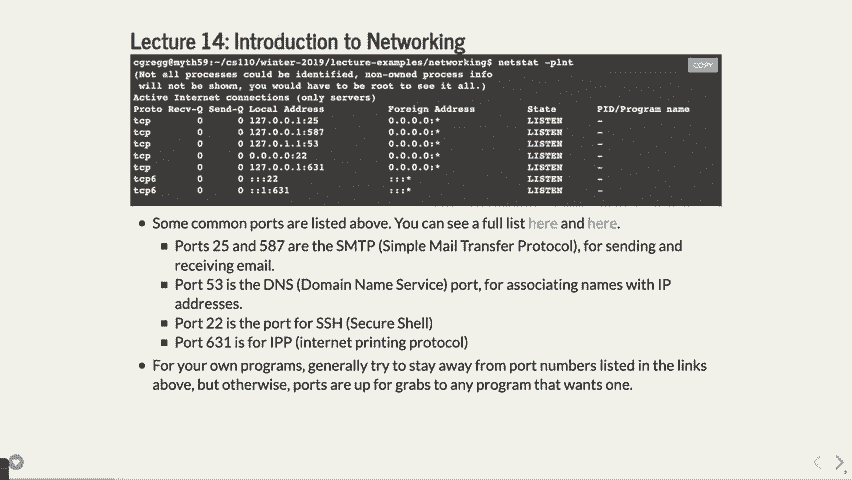 Lecture 14: Introduction to Networking
cgregg@myth59:~/cs110/winter-2019/lecture-examples/networking$ netstat -plnt
COPY
(Not all processes could be identified, non-owned process info
will not be shown, you would have to be root to see it all.)
Active Internet connections (only servers)
Proto Recv-Q Send-Q Local Address Foreign Address State PID/Program name
tcp 0 0 127.0.0.1:25 0.0.0.0:* LISTEN -
tcp 0 0 127.0.0.1:587 0.0.0.0:* LISTEN -
tcp 0 0 127.0.1.1:53 0.0.0.0:* LISTEN -
tcp 0 0 0.0.0.0:22 0.0.0.0:* LISTEN -
tcp 0 0 127.0.0.1:631 0.0.0.0:* LISTEN -
tcp6 0 0 :::22 :::* LISTEN -
tcp6 0 0 ::1:631 :::* LISTEN -
• Some common ports are listed above. You can see a full list here and here.
▪ Ports 25 and 587 are the SMTP (Simple Mail Transfer Protocol), for sending and
receiving email.
▪ Port 53 is the DNS (Domain Name Service) port, for associating names with IP
addresses.
▪ Port 22 is the port for SSH (Secure Shell)
▪ Port 631 is for IPP (internet printing protocol)
• For your own programs, generally try to stay away from port numbers listed in the links
above, but otherwise, ports are up for grabs to any program that wants one.